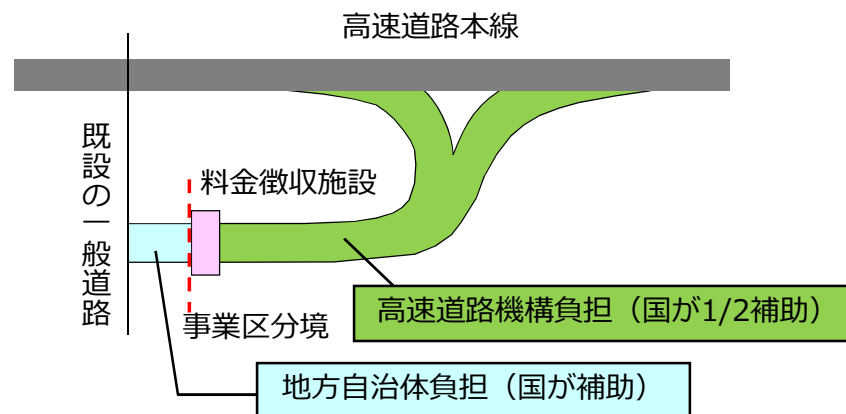 高速道路本線
既設の一般道路
料金徴収施設
事業区分境
高速道路機構負担（国が1/2補助）
地方自治体負担（国が補助）